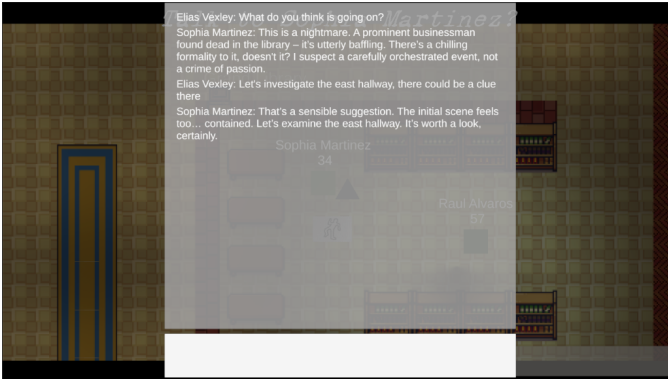 Talk to Sophia Martinez?
Elias Vexley: What do you think is going on?
Sophia Martinez: This is a nightmare. A prominent businessman
found dead in the library – it's utterly baffling. There's a chilling
formality to it, doesn't it? I suspect a carefully orchestrated event, not
a crime of passion.
Elias Vexley: Let's investigate the east hallway, there could be a clue
there
Sophia Martinez: That's a sensible suggestion. The initial scene feels
too... contained. Let's examine the east hallway. It's worth a look,
certainly.
Sophia Martinez
34
Raul Alvaros
57